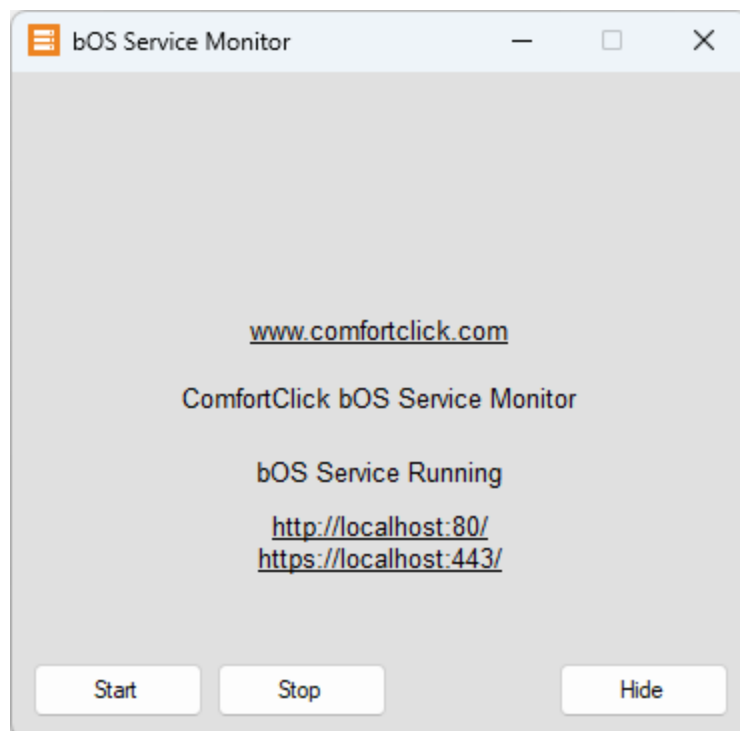 bOS Service Monitor
www.comfortclick.com
ComfortClick bOS Service Monitor
bOS Service Running
http://localhost:80/
https://localhost:443/
Start Stop Hide